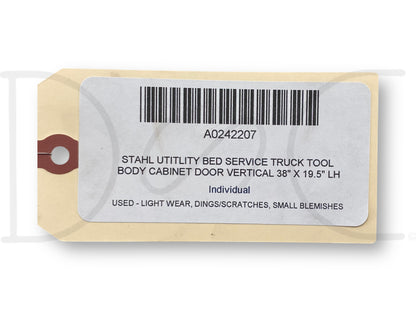 A0242207
STAHL UTITLITY BED SERVICE TRUCK TOOL
BODY CABINET DOOR VERTICAL 38" X 19.5" LH
Individual
USED - LIGHT WEAR, DINGS/SCRATCHES, SMALL BLEMISHES